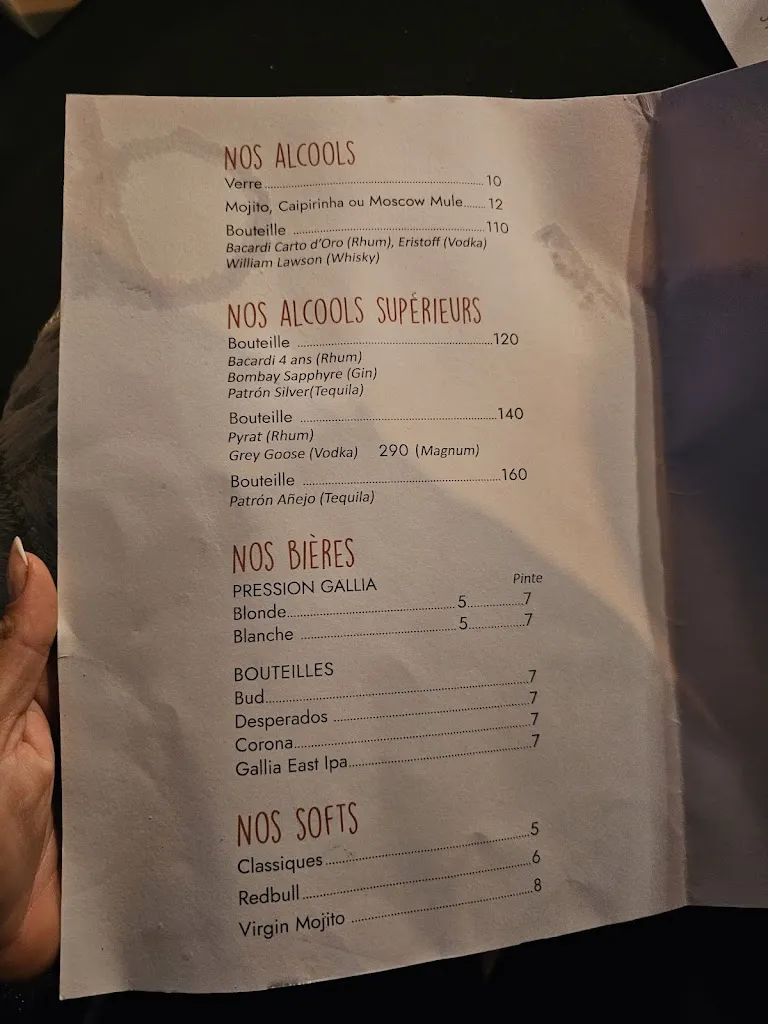 NOS ALCOOLS
Verre.......... 10
Mojito, Caipirinha ou Moscow Mule....... 12
Bouteille .......... 110
Bacardi Carto d'Oro (Rhum), Eristoff (Vodka)
William Lawson (Whisky)
NOS ALCOOLS SUPÉRIEURS
Bouteille .......... 120
Bacardi 4 ans (Rhum)
Bombay Sapphyre (Gin)
Patrón Silver(Tequila)
Bouteille .......... 140
Pyrat (Rhum)
Grey Goose (Vodka) 290 (Magnum)
Bouteille .......... 160
Patrón Añejo (Tequila)
NOS BIÈRES
PRESSION GALLIA Pinte
Blonde.......... 5.......... 7
Blanche .......... 5.......... 7
BOUTEILLES
Bud.......... 7
Desperados .......... 7
Corona.......... 7
Gallia East Ipa.......... 7
NOS SOFTS
Classiques.......... 5
Redbull.......... 6
Virgin Mojito .......... 8